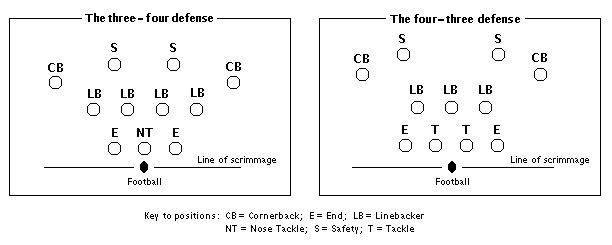 The three–four defense
S S
CB CB
LB LB LB LB
E NT E
Line of scrimmage
Football
The four–three defense
S S
CB CB
LB LB LB
E T T E
Line of scrimmage
Football
Key to positions: CB = Cornerback; E = End; LB = Linebacker
NT = Nose Tackle; S = Safety; T = Tackle